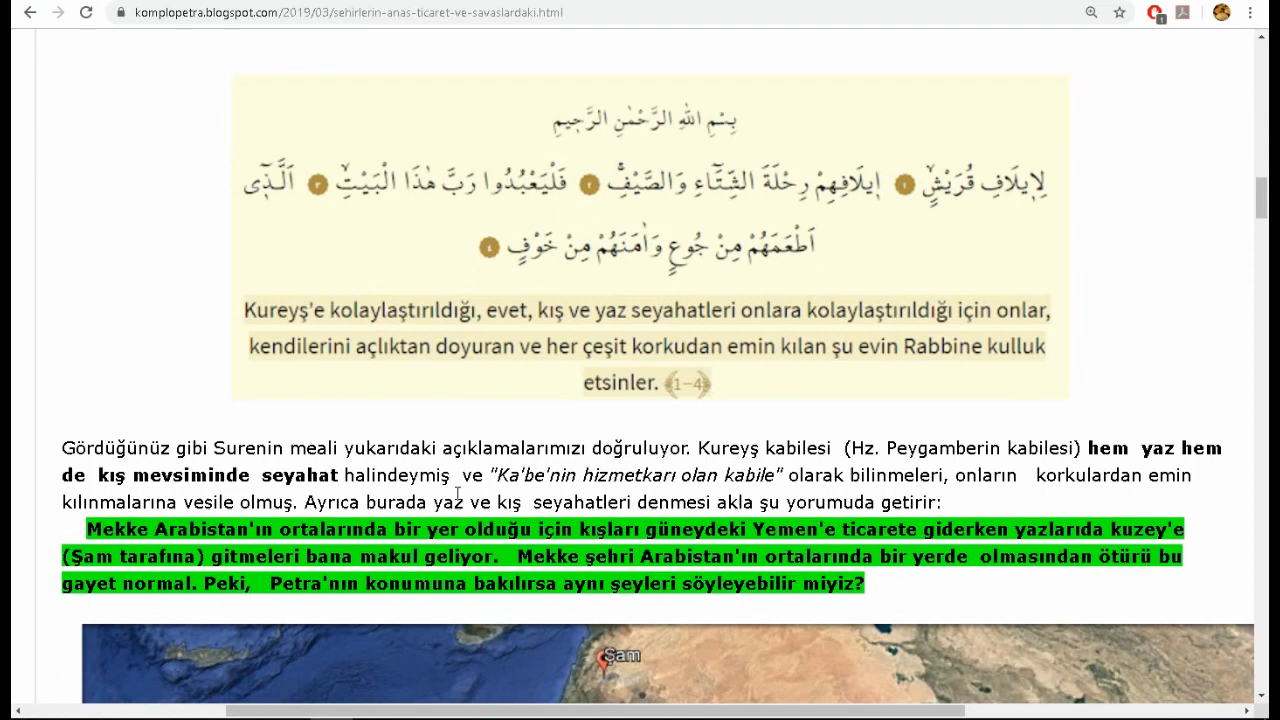 komplopetra.blogspot.com/2019/03/sehirlerin-anas-ticaret-ve-savaslardaki.html
1
بِسْمِ اللهِ الرَّحْمٰنِ الرَّحٖيمِ
لِاٖيلَافِ قُرَيْشٍۙ ١ اٖيلَافِهِمْ رِحْلَةَ الشِّتَٓاءِ وَالصَّيْفِۚ ٢ فَلْيَعْبُدُوا رَبَّ هٰذَا الْبَيْتِۙ ٣ اَلَّذٖٓى
اَطْعَمَهُمْ مِنْ جُوعٍ وَاٰمَنَهُمْ مِنْ خَوْفٍ ٤
Kureyş'e kolaylaştırıldığı, evet, kış ve yaz seyahatleri onlara kolaylaştırıldığı için onlar,
kendilerini açlıktan doyuran ve her çeşit korkudan emin kılan şu evin Rabbine kulluk
etsinler. ﴾1-4﴿
Gördüğünüz gibi Surenin meali yukarıdaki açıklamalarımızı doğruluyor. Kureyş kabilesi (Hz. Peygamberin kabilesi) hem yaz hem
de kış mevsiminde seyahat halindeymiş ve "Ka'be'nin hizmetkarı olan kabile" olarak bilinmeleri, onların korkulardan emin
kılınmalarına vesile olmuş. Ayrıca burada yaz ve kış seyahatleri denmesi akla şu yorumuda getirir:
Mekke Arabistan'ın ortalarında bir yer olduğu için kışları güneydeki Yemen'e ticarete giderken yazlarıda kuzey'e
(Şam tarafına) gitmeleri bana makul geliyor. Mekke şehri Arabistan'ın ortalarında bir yerde olmasından ötürü bu
gayet normal. Peki, Petra'nın konumuna bakılırsa aynı şeyleri söyleyebilir miyiz?
Şam